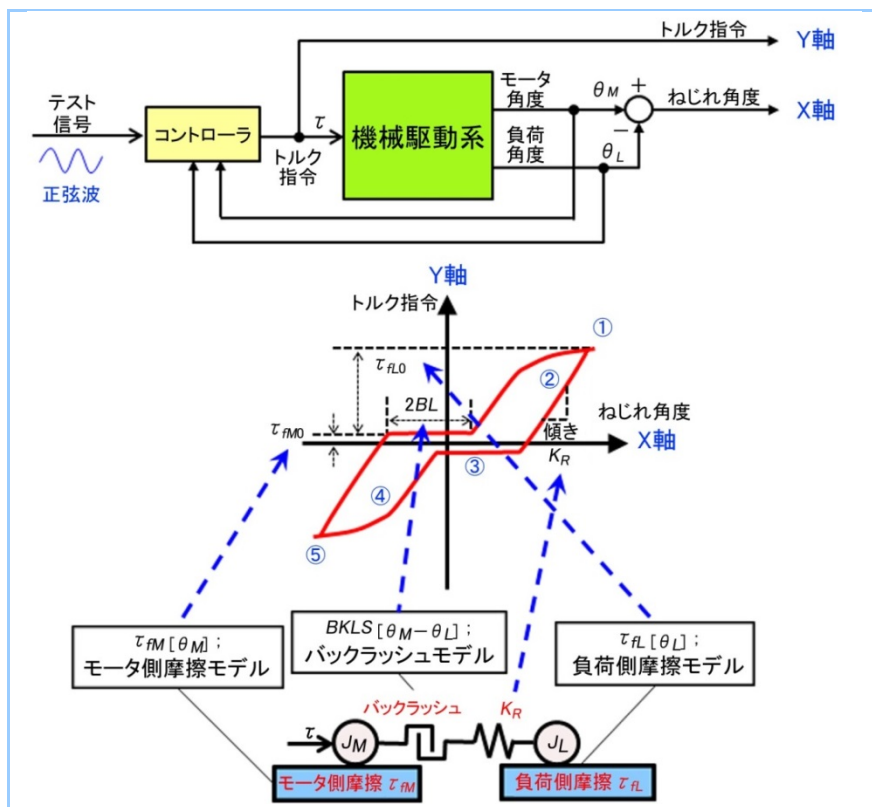 トルク指令
Y軸
モータ
角度
θM
+
ねじれ角度
X軸
テスト
信号
コントローラ
τ
機械駆動系
−
トルク
指令
負荷
角度
θL
正弦波
Y軸
トルク指令
①
τfL0
②
2BL
ねじれ角度
τfM0
傾き
X軸
③
KR
④
⑤
τfM [θM] ;
モータ側摩擦モデル
BKLS [θM−θL] ;
バックラッシュモデル
τfL [θL] ;
負荷側摩擦モデル
バックラッシュ
KR
τ
JM
JL
モータ側摩擦 τfM
負荷側摩擦 τfL